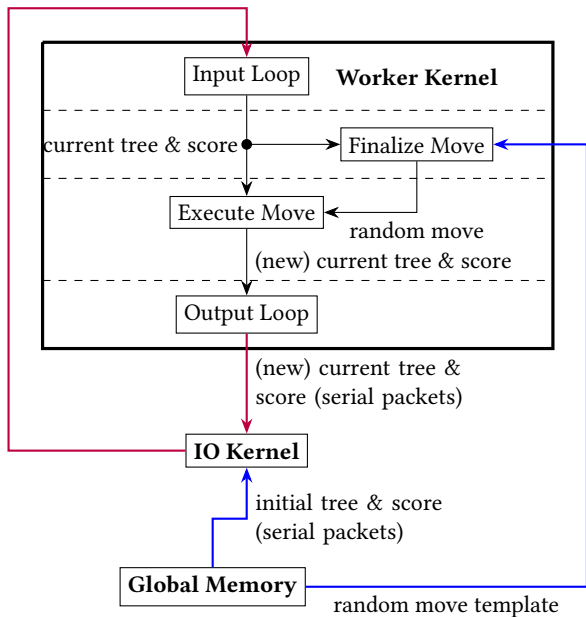 Input Loop
Worker Kernel
current tree & score
Finalize Move
Execute Move
random move
(new) current tree & score
Output Loop
(new) current tree &
score (serial packets)
IO Kernel
initial tree & score
(serial packets)
Global Memory
random move template